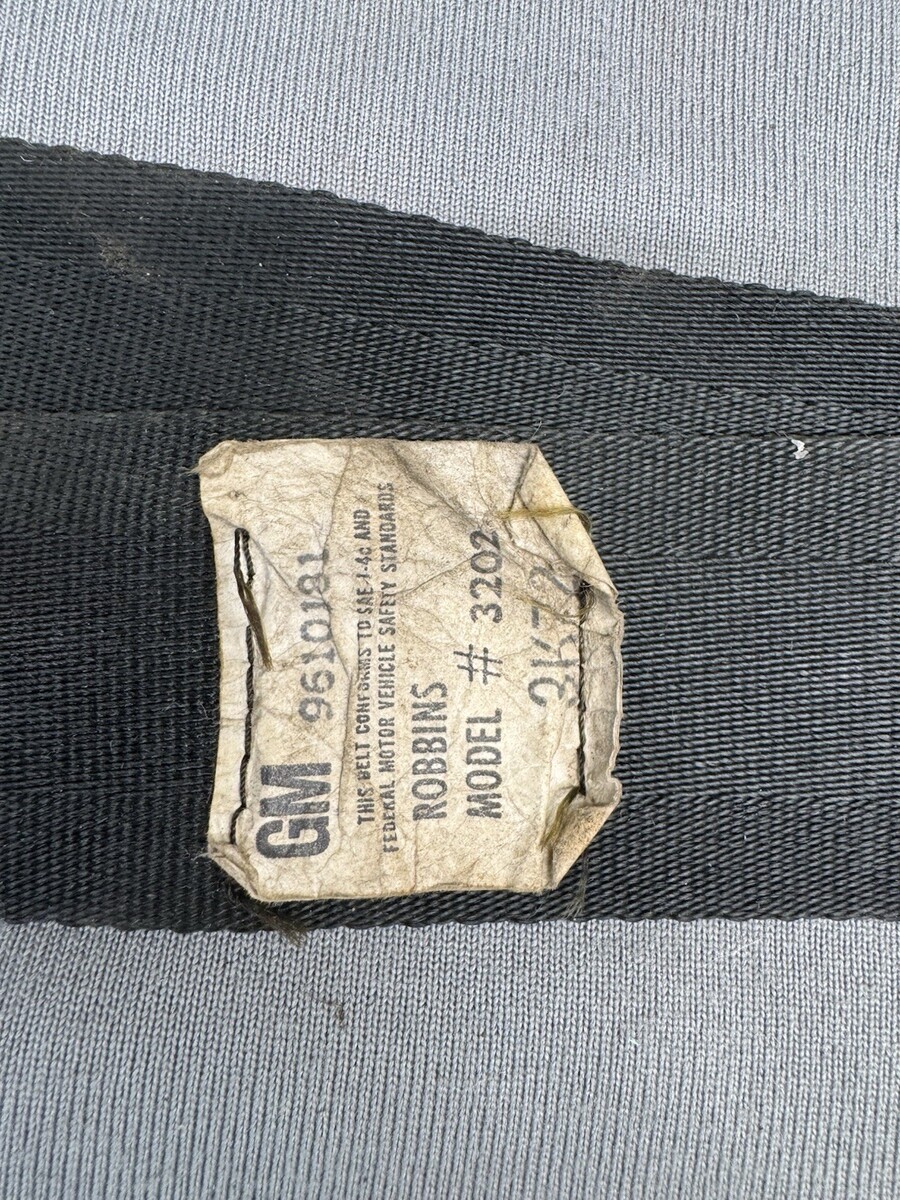 GM 9610181
THIS BELT CONFORMS TO SAE J-4c AND
FEDERAL MOTOR VEHICLE SAFETY STANDARDS
ROBBINS
MODEL # 3202